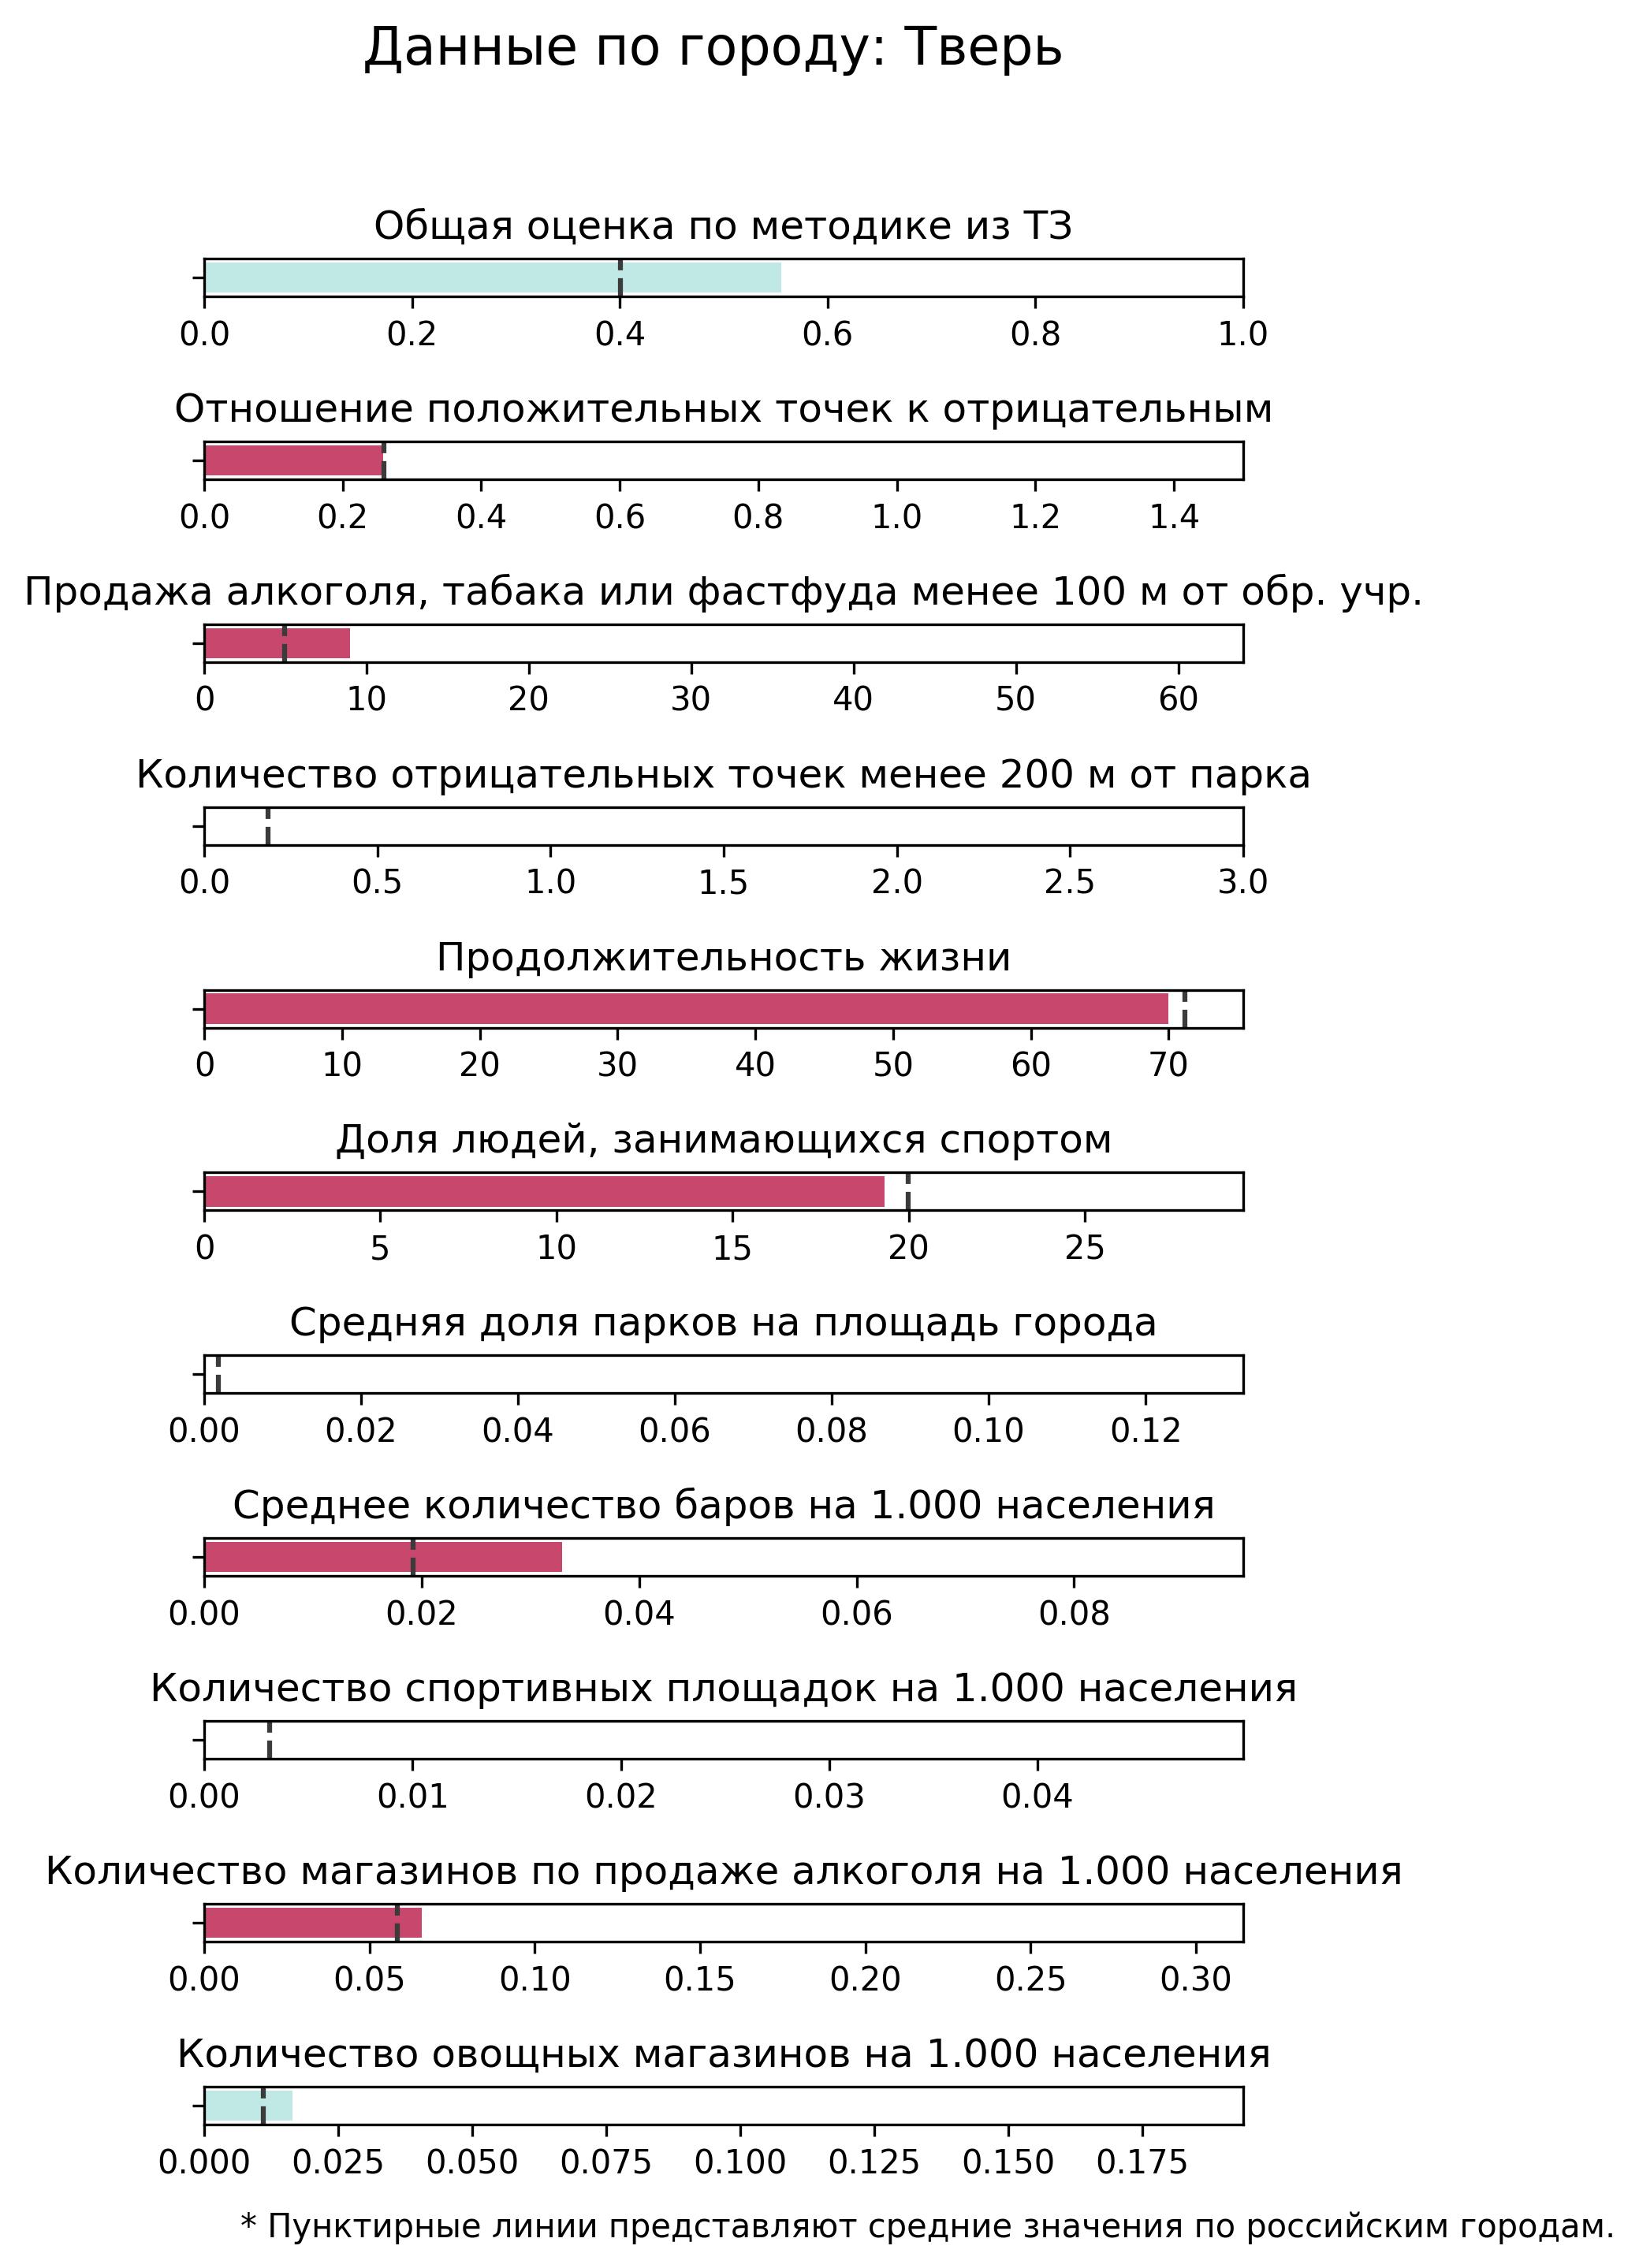 Данные по городу: Тверь
Общая оценка по методике из ТЗ
0.0 0.2 0.4 0.6 0.8 1.0
Отношение положительных точек к отрицательным
0.0 0.2 0.4 0.6 0.8 1.0 1.2 1.4
Продажа алкоголя, табака или фастфуда менее 100 м от обр. учр.
0 10 20 30 40 50 60
Количество отрицательных точек менее 200 м от парка
0.0 0.5 1.0 1.5 2.0 2.5 3.0
Продолжительность жизни
0 10 20 30 40 50 60 70
Доля людей, занимающихся спортом
0 5 10 15 20 25
Средняя доля парков на площадь города
0.00 0.02 0.04 0.06 0.08 0.10 0.12
Среднее количество баров на 1.000 населения
0.00 0.02 0.04 0.06 0.08
Количество спортивных площадок на 1.000 населения
0.00 0.01 0.02 0.03 0.04
Количество магазинов по продаже алкоголя на 1.000 населения
0.00 0.05 0.10 0.15 0.20 0.25 0.30
Количество овощных магазинов на 1.000 населения
0.000 0.025 0.050 0.075 0.100 0.125 0.150 0.175
* Пунктирные линии представляют средние значения по российским городам.